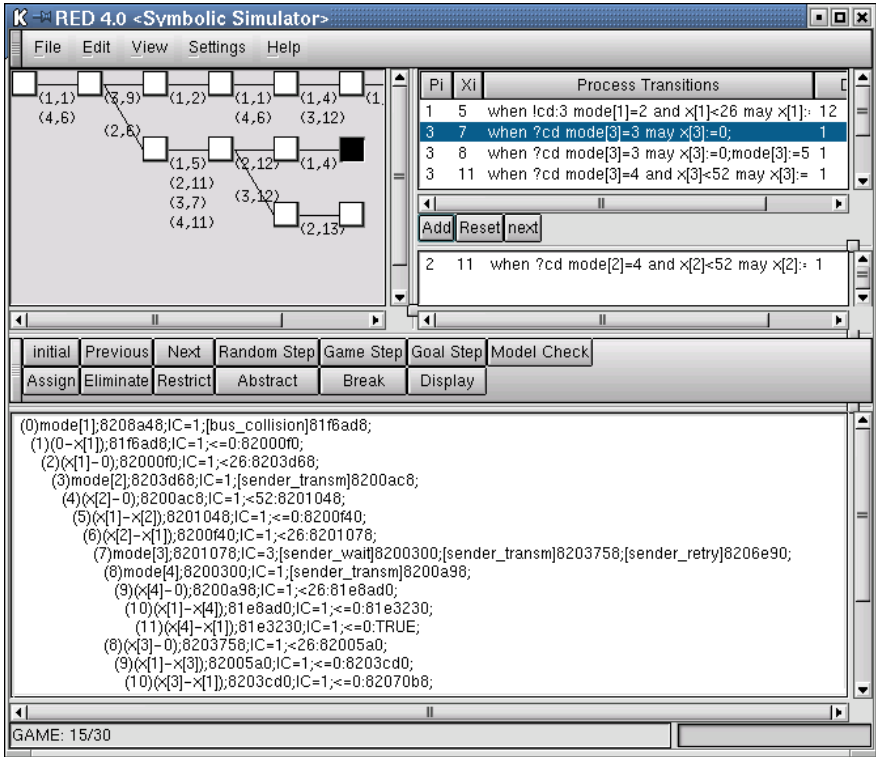 RED 4.0 <Symbolic Simulator>
File Edit View Settings Help
(1,1) (3,9) (1,2) (1,1) (1,4) (1,
(4,6) (4,6) (3,12)
(2,6)
(1,5) (2,12) (1,4)
(2,11)
(3,7) (3,12)
(4,11) (2,13)
Pi Xi Process Transitions
1 5 when !cd:3 mode[1]=2 and x[1]<26 may x[1]: 12
3 7 when ?cd mode[3]=3 may x[3]:=0; 1
3 8 when ?cd mode[3]=3 may x[3]:=0;mode[3]:=5 1
3 11 when ?cd mode[3]=4 and x[3]<52 may x[3]:= 1
Add Reset next
2 11 when ?cd mode[2]=4 and x[2]<52 may x[2]:= 1
initial Previous Next Random Step Game Step Goal Step Model Check
Assign Eliminate Restrict Abstract Break Display
(0)mode[1];8208a48;IC=1;[bus_collision]81f6ad8;
(1)(0-x[1]);81f6ad8;IC=1;<=0:82000f0;
(2)(x[1]-0);82000f0;IC=1;<26:8203d68;
(3)mode[2];8203d68;IC=1;[sender_transm]8200ac8;
(4)(x[2]-0);8200ac8;IC=1;<52:8201048;
(5)(x[1]-x[2]);8201048;IC=1;<=0:8200f40;
(6)(x[2]-x[1]);8200f40;IC=1;<26:8201078;
(7)mode[3];8201078;IC=3;[sender_wait]8200300;[sender_transm]8203758;[sender_retry]8206e90;
(8)mode[4];8200300;IC=1;[sender_transm]8200a98;
(9)(x[4]-0);8200a98;IC=1;<26:81e8ad0;
(10)(x[1]-x[4]);81e8ad0;IC=1;<=0:81e3230;
(11)(x[4]-x[1]);81e3230;IC=1;<=0:TRUE;
(8)(x[3]-0);8203758;IC=1;<26:82005a0;
(9)(x[1]-x[3]);82005a0;IC=1;<=0:8203cd0;
(10)(x[3]-x[1]);8203cd0;IC=1;<=0:82070b8;
GAME: 15/30